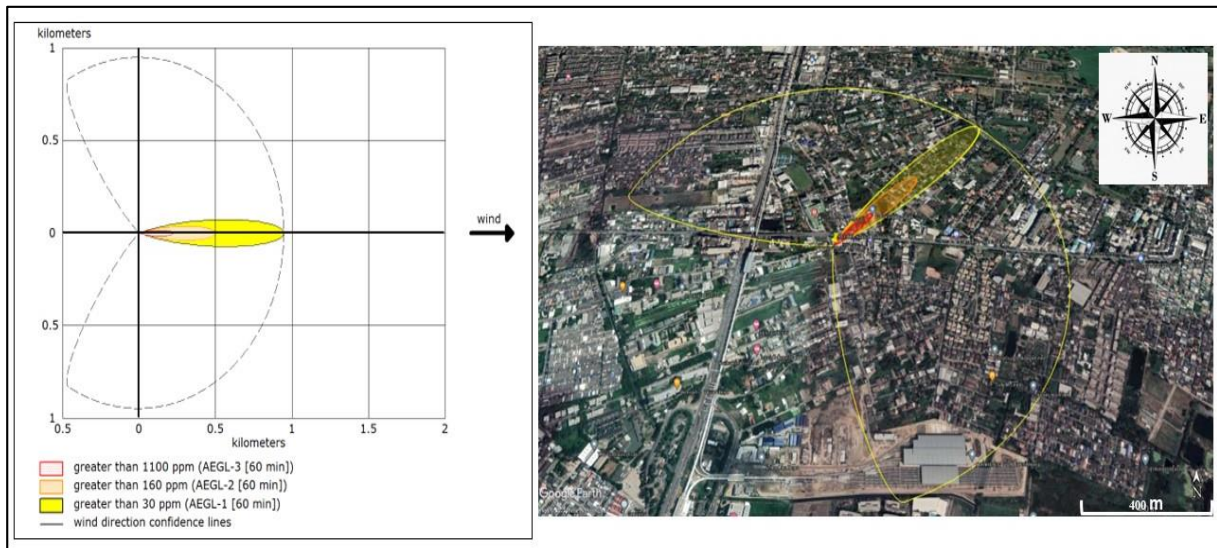 kilometers
1
0.5
0
0.5
1
0.5
0
0.5
1
1.5
2
kilometers
wind
greater than 1100 ppm (AEGL-3 [60 min])
greater than 160 ppm (AEGL-2 [60 min])
greater than 30 ppm (AEGL-1 [60 min])
wind direction confidence lines
N
W
E
S
Google Earth
N
400 m